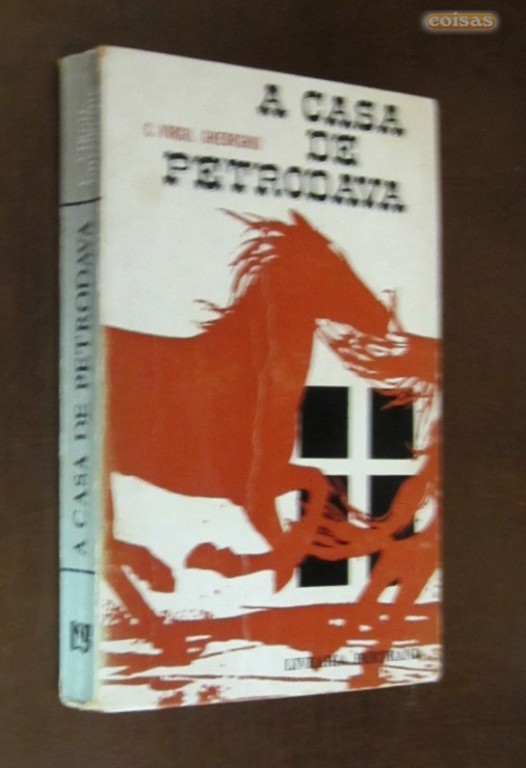 coisas
A CASA
DE
C. VIRGIL GHEORGHIU
PETRODAVA
A CASA DE PETRODAVA
LIVRARIA BERTRAND